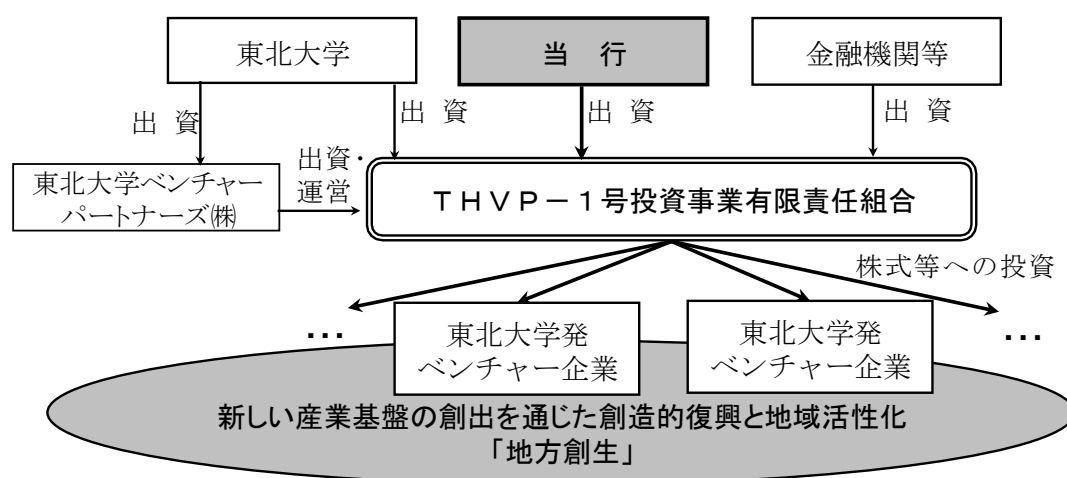 東北大学
当 行
金融機関等
出 資
出 資
出 資
出 資
東北大学ベンチャー
パートナーズ㈱
出資・
運営
THVP-1号投資事業有限責任組合
株式等への投資
…
東北大学発
ベンチャー企業
東北大学発
ベンチャー企業
…
新しい産業基盤の創出を通じた創造的復興と地域活性化
「地方創生」